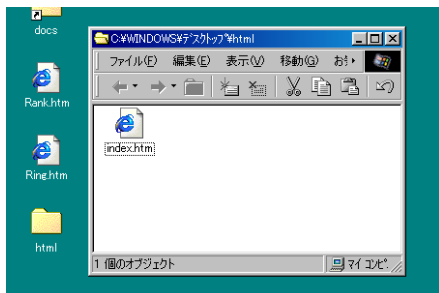 docs
Rank.htm
Ring.htm
html
C:¥WINDOWS¥ﾃﾞｽｸﾄｯﾌﾟ¥html
ファイル(F) 編集(E) 表示(V) 移動(G) お気
index.htm
1 個のオブジェクト
マイ コンピ